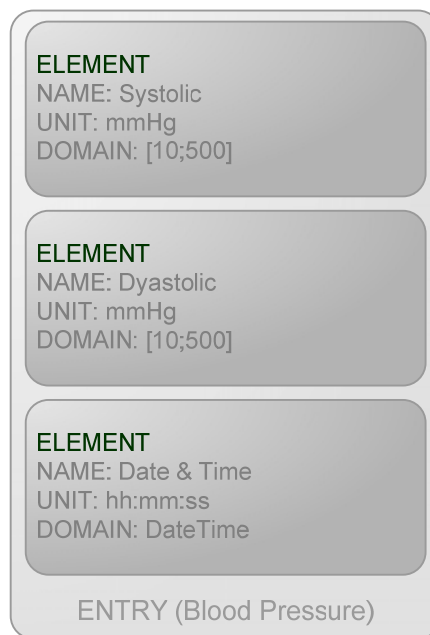 ELEMENT
NAME: Systolic
UNIT: mmHg
DOMAIN: [10;500]
ELEMENT
NAME: Dyastolic
UNIT: mmHg
DOMAIN: [10;500]
ELEMENT
NAME: Date & Time
UNIT: hh:mm:ss
DOMAIN: DateTime
ENTRY (Blood Pressure)